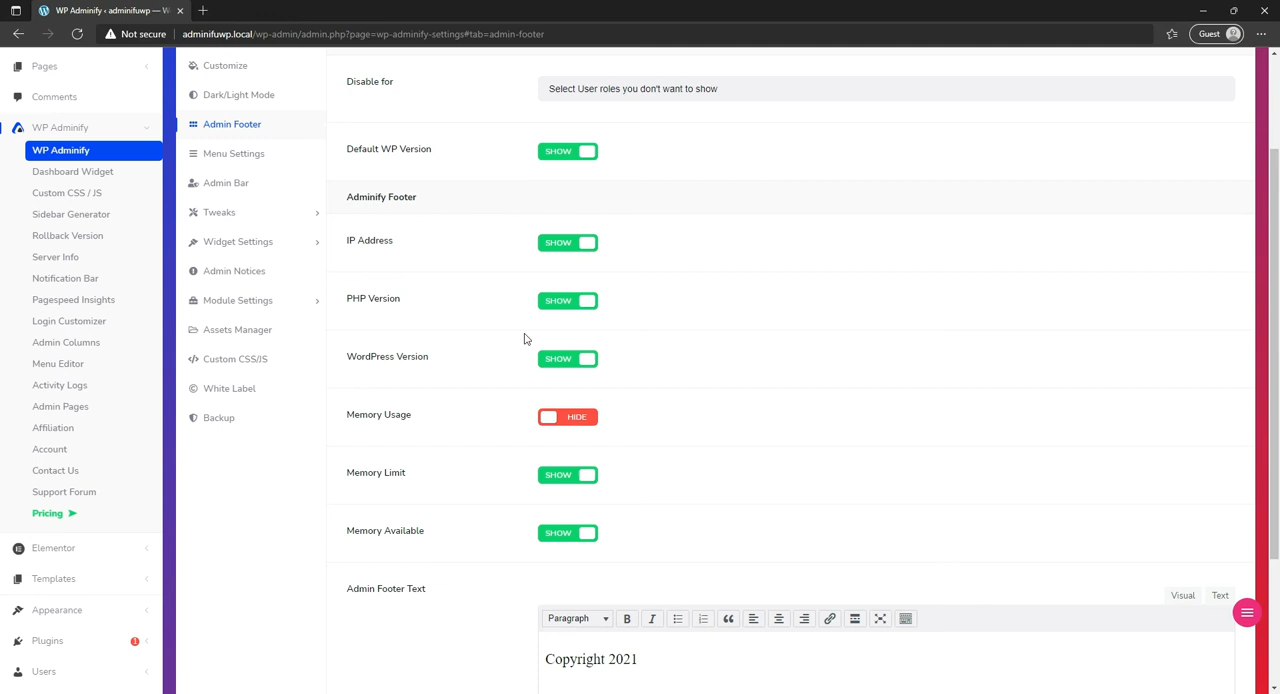 WP Adminify ‹ adminifuwp — W
Not secure
adminifuwp.local/wp-admin/admin.php?page=wp-adminify-settings#tab=admin-footer
Guest
Pages
Comments
WP Adminify
WP Adminify
Dashboard Widget
Custom CSS / JS
Sidebar Generator
Rollback Version
Server Info
Notification Bar
Pagespeed Insights
Login Customizer
Admin Columns
Menu Editor
Activity Logs
Admin Pages
Affiliation
Account
Contact Us
Support Forum
Pricing ➤
Elementor
Templates
Appearance
Plugins 1
Users
Customize
Dark/Light Mode
Admin Footer
Menu Settings
Admin Bar
Tweaks
Widget Settings
Admin Notices
Module Settings
Assets Manager
Custom CSS/JS
White Label
Backup
Disable for
Select User roles you don't want to show
Default WP Version
SHOW
Adminify Footer
IP Address
SHOW
PHP Version
SHOW
WordPress Version
SHOW
Memory Usage
HIDE
Memory Limit
SHOW
Memory Available
SHOW
Admin Footer Text
Visual Text
Paragraph
Copyright 2021